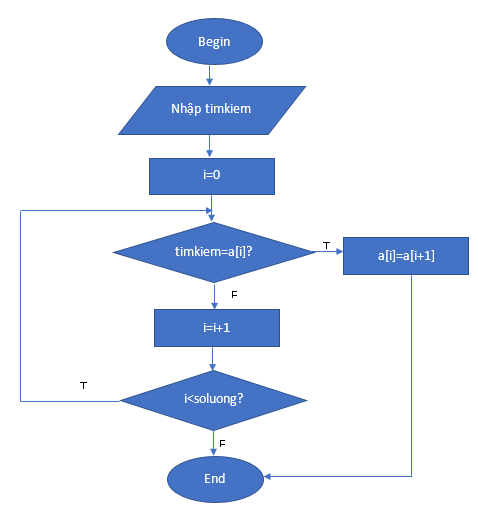 Begin
Nhập timkiem
i=0
timkiem=a[i]?
T
a[i]=a[i+1]
F
i=i+1
T
i<soluong?
F
End